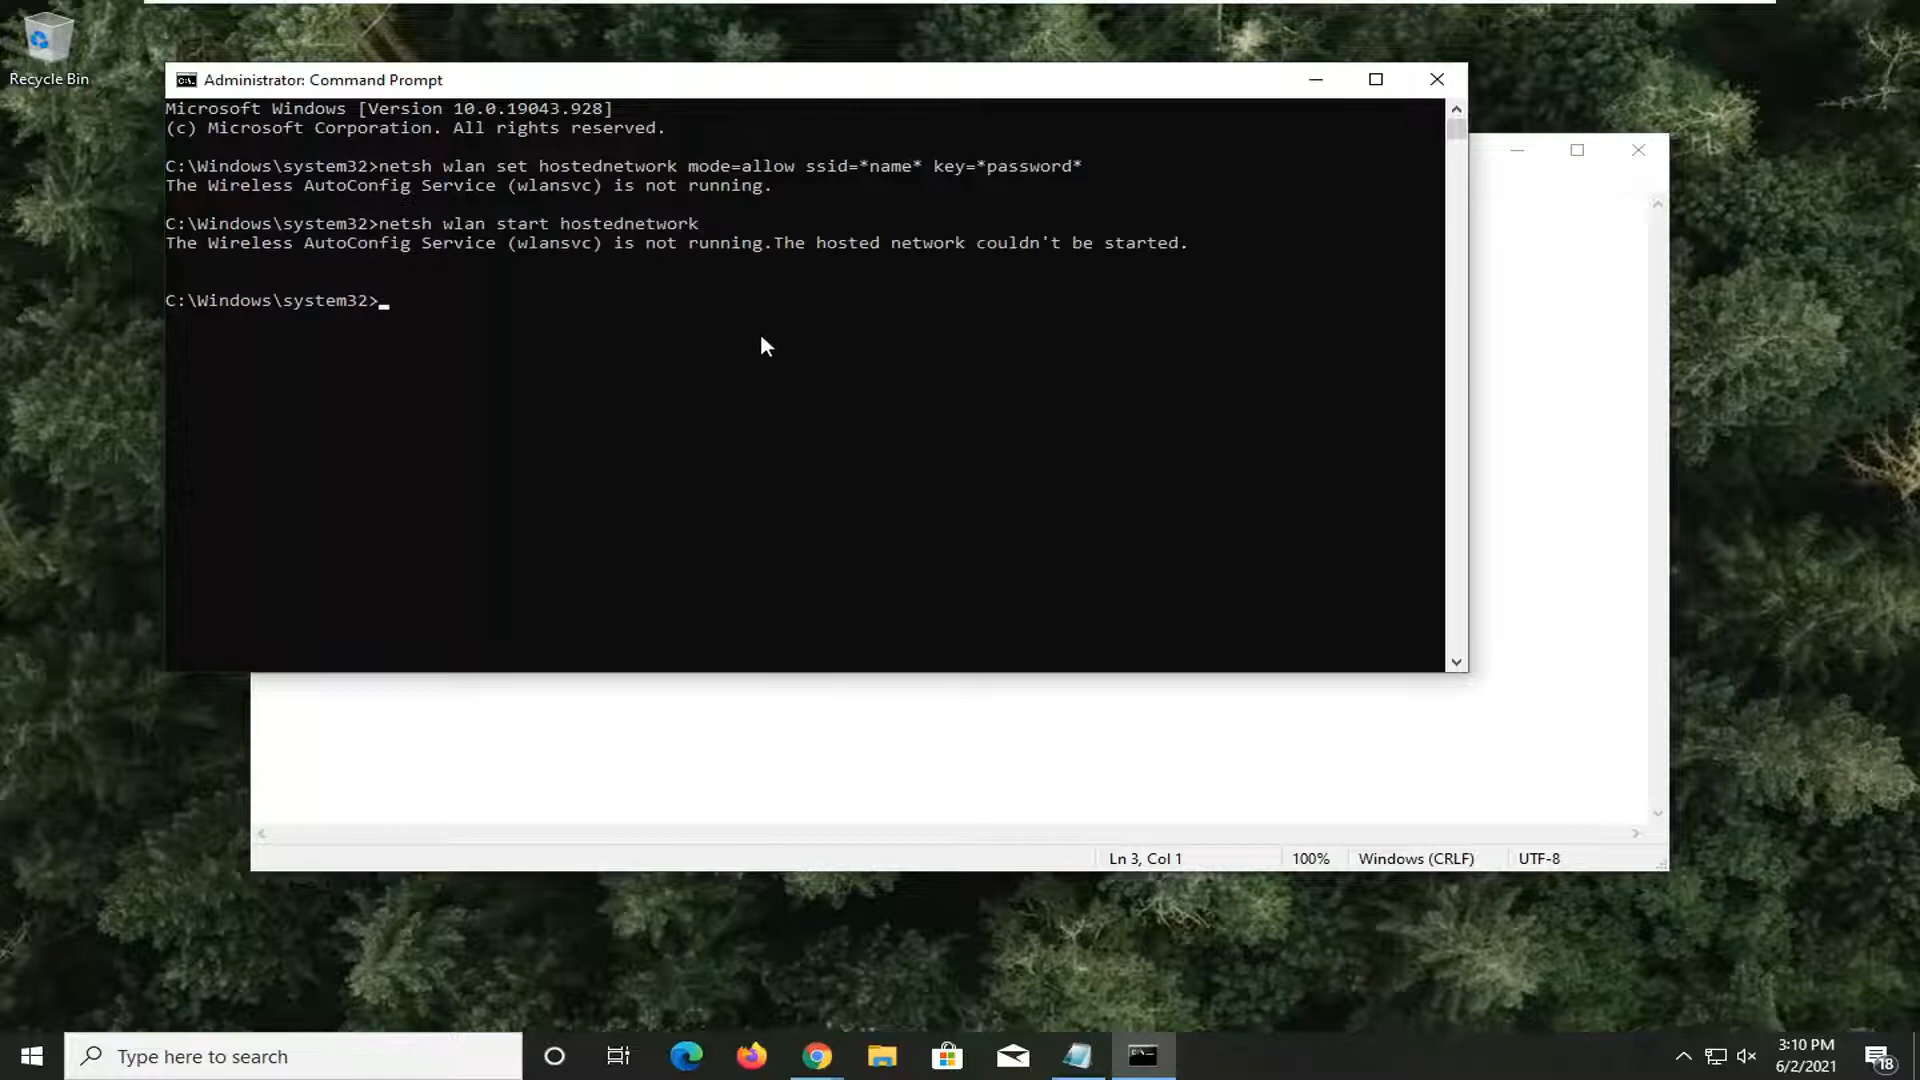 Recycle Bin
Administrator: Command Prompt
Microsoft Windows [Version 10.0.19043.928]
(c) Microsoft Corporation. All rights reserved.
C:\Windows\system32>netsh wlan set hostednetwork mode=allow ssid=*name* key=*password*
The Wireless AutoConfig Service (wlansvc) is not running.
C:\Windows\system32>netsh wlan start hostednetwork
The Wireless AutoConfig Service (wlansvc) is not running.The hosted network couldn't be started.
C:\Windows\system32>
Ln 3, Col 1
100%
Windows (CRLF)
UTF-8
Type here to search
3:10 PM
6/2/2021
18